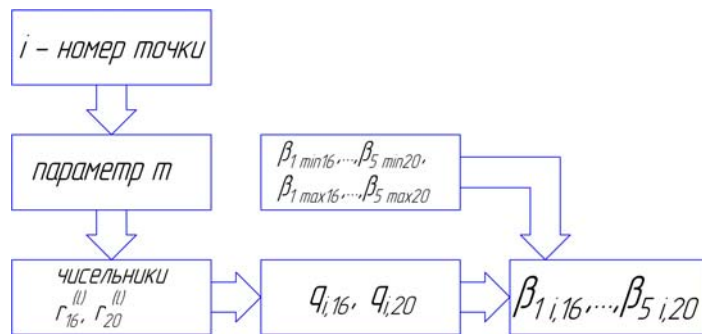 i – номер точки
параметр m
β₁ min16,...,β₅ min20,
β₁ max16,...,β₅ max20
чисельники
r₁₆⁽ⁱ⁾, r₂₀⁽ⁱ⁾
qᵢ,₁₆, qᵢ,₂₀
β₁ ᵢ,₁₆,...,β₅ ᵢ,₂₀